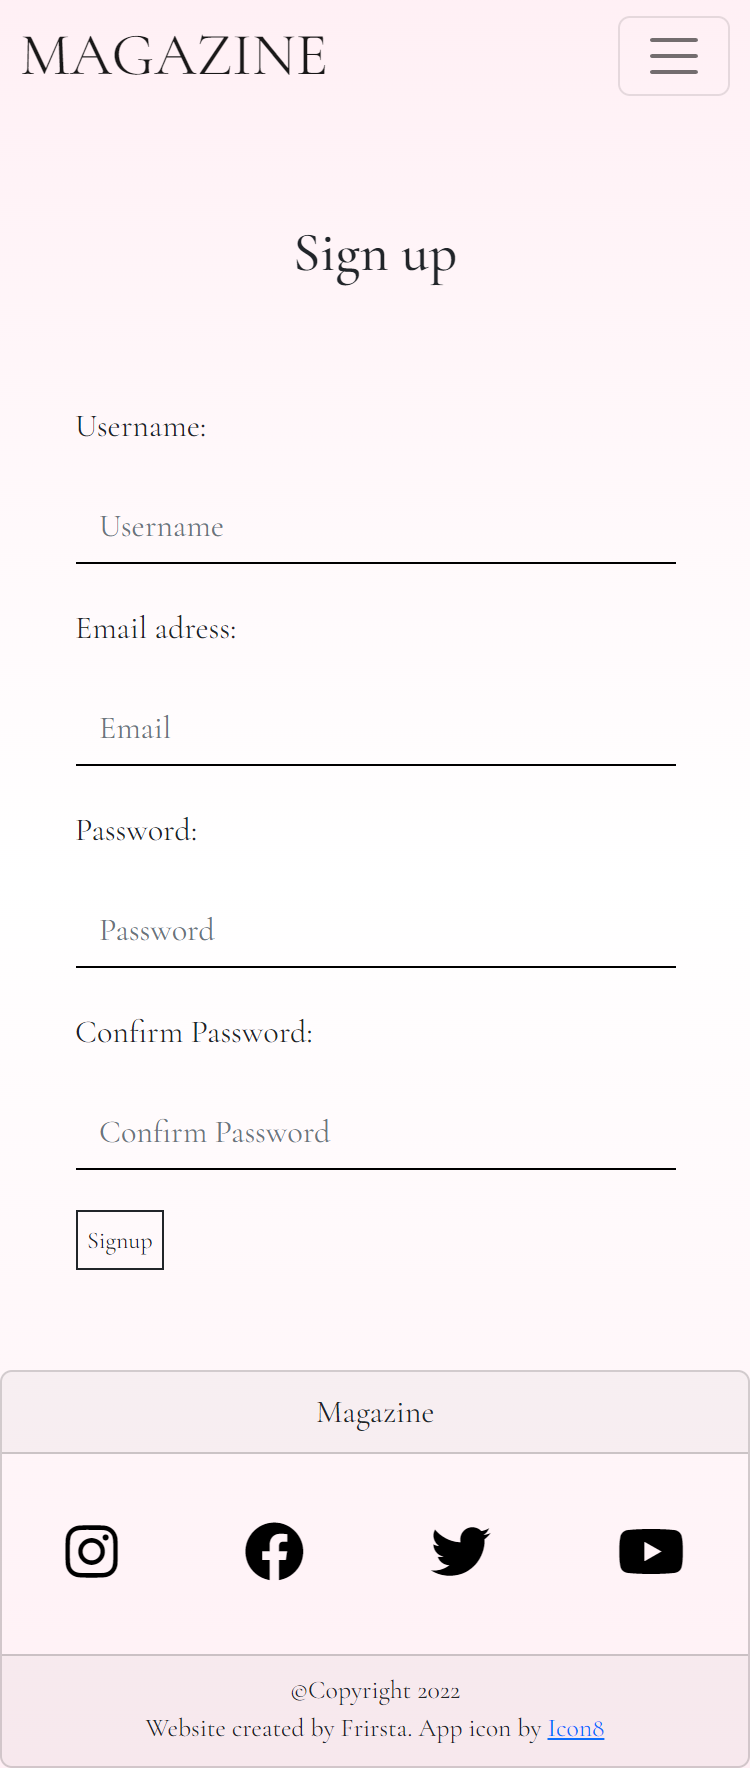 MAGAZINE
Sign up
Username:
Username
Email adress:
Email
Password:
Password
Confirm Password:
Confirm Password
Signup
Magazine
©Copyright 2022
Website created by Frirsta. App icon by Icon8